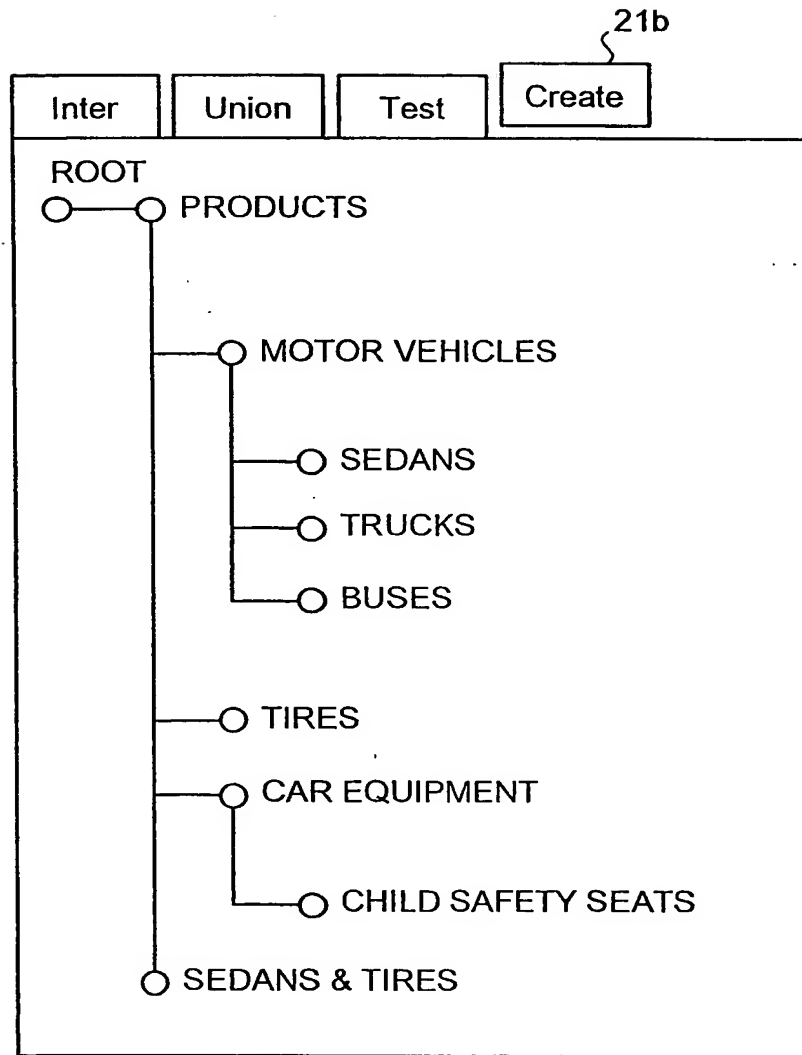 21b
Inter Union Test Create
ROOT
PRODUCTS
MOTOR VEHICLES
SEDANS
TRUCKS
BUSES
TIRES
CAR EQUIPMENT
CHILD SAFETY SEATS
SEDANS & TIRES